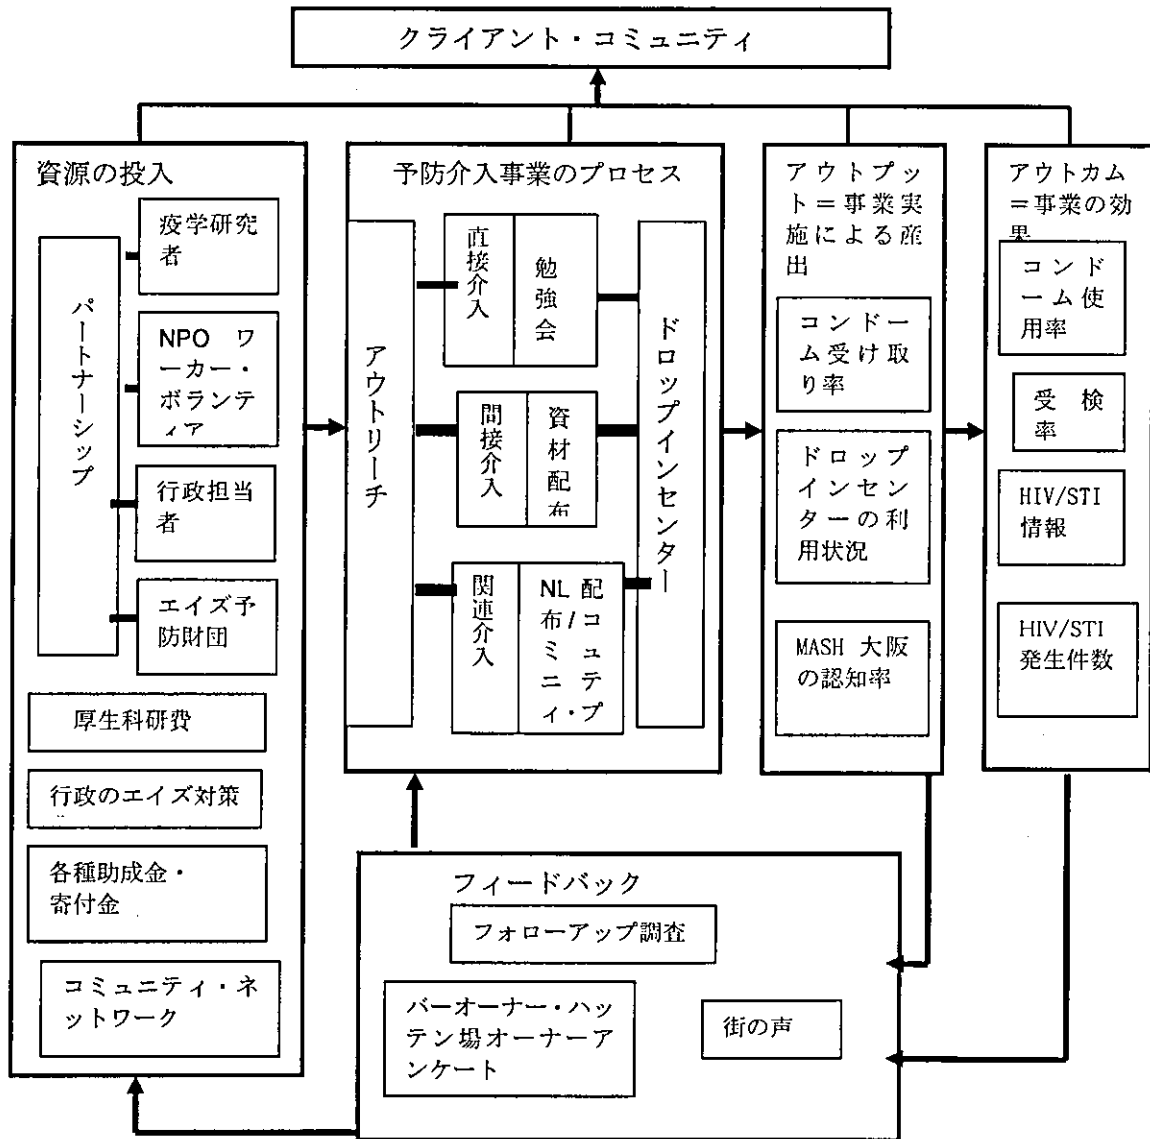 クライアント・コミュニティ
資源の投入
パートナーシップ
疫学研究
者
NPO ワ
ーカー・
ボランテ
ィア
行政担当
者
エイズ予
防財団
厚生科研費
行政のエイズ対策
各種助成金・
寄付金
コミュニティ・ネ
ットワーク
予防介入事業のプロセス
アウトリーチ
直接介入
勉強会
間接介入
資材配布
関連介入
NL 配
布/コ
ミュ
ニテ
ィ・プ
ドロップインセンター
アウトプッ
ト＝事業実
施による産
出
コンドー
ム受け取
り率
ドロップ
インセン
ターの利
用状況
MASH 大阪
の認知率
アウトカム
＝事業の効
果
コンド
ーム使
用率
受検
率
HIV/STI
情報
HIV/STI
発生件数
フィードバック
フォローアップ調査
バーオーナー・ハッ
テン場オーナーア
ンケート
街の声